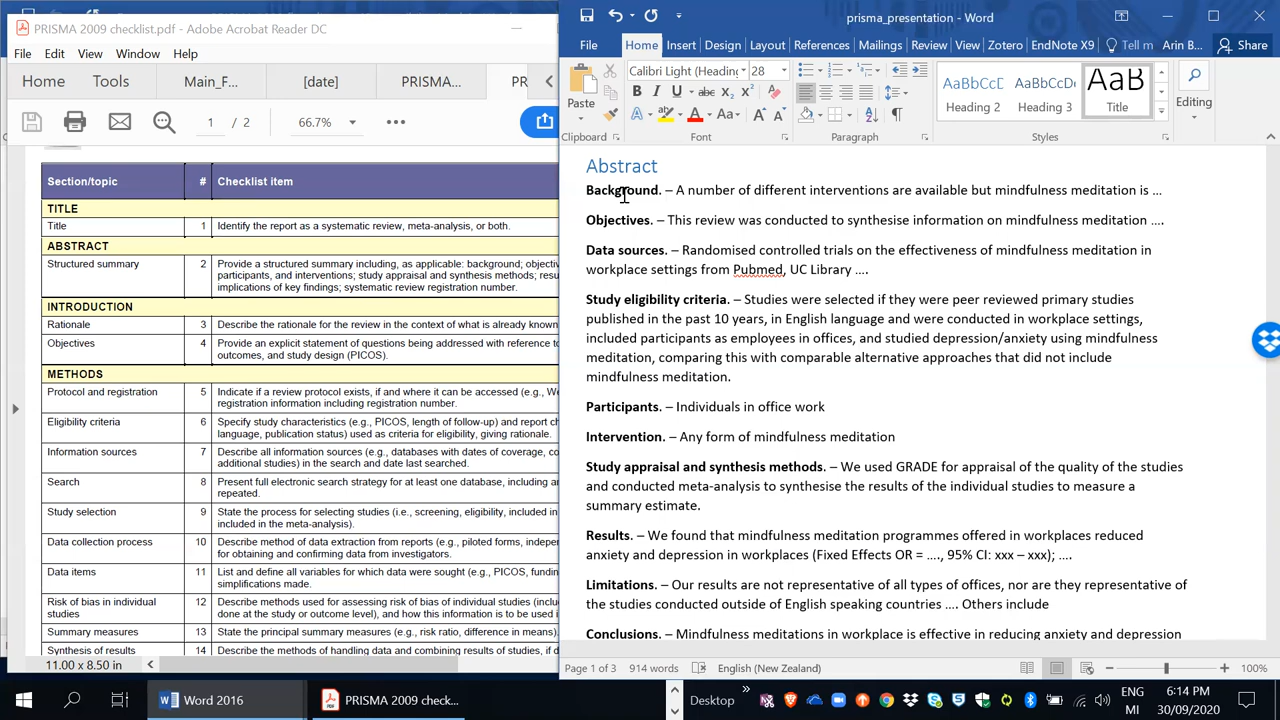 PRISMA 2009 checklist.pdf - Adobe Acrobat Reader DC
File Edit View Window Help
Home Tools Main_F... [date] PRISMA... PR
1 / 2 66.7%
Section/topic # Checklist item
TITLE
Title 1 Identify the report as a systematic review, meta-analysis, or both.
ABSTRACT
Structured summary 2 Provide a structured summary including, as applicable: background; objectiv
participants, and interventions; study appraisal and synthesis methods; resu
implications of key findings; systematic review registration number.
INTRODUCTION
Rationale 3 Describe the rationale for the review in the context of what is already known
Objectives 4 Provide an explicit statement of questions being addressed with reference to
outcomes, and study design (PICOS).
METHODS
Protocol and registration 5 Indicate if a review protocol exists, if and where it can be accessed (e.g., We
registration information including registration number.
Eligibility criteria 6 Specify study characteristics (e.g., PICOS, length of follow-up) and report ch
language, publication status) used as criteria for eligibility, giving rationale.
Information sources 7 Describe all information sources (e.g., databases with dates of coverage, co
additional studies) in the search and date last searched.
Search 8 Present full electronic search strategy for at least one database, including an
repeated.
Study selection 9 State the process for selecting studies (i.e., screening, eligibility, included in
included in the meta-analysis).
Data collection process 10 Describe method of data extraction from reports (e.g., piloted forms, indepen
for obtaining and confirming data from investigators.
Data items 11 List and define all variables for which data were sought (e.g., PICOS, fundin
simplifications made.
Risk of bias in individual 12 Describe methods used for assessing risk of bias of individual studies (inclu
studies done at the study or outcome level), and how this information is to be used i
Summary measures 13 State the principal summary measures (e.g., risk ratio, difference in means).
Synthesis of results 14 Describe the methods of handling data and combining results of studies, if d
11.00 x 8.50 in
prisma_presentation - Word
File Home Insert Design Layout References Mailings Review View Zotero EndNote X9 Tell m Arin B... Share
Paste Calibri Light (Heading 28 AaBbCcD AaBbCcDc AaB Editing
B I U abc X2 X2 Heading 2 Heading 3 Title
A ab A Aa A A
Clipboard Font Paragraph Styles
Abstract
Background. – A number of different interventions are available but mindfulness meditation is ...
Objectives. – This review was conducted to synthesise information on mindfulness meditation ....
Data sources. – Randomised controlled trials on the effectiveness of mindfulness meditation in
workplace settings from Pubmed, UC Library ....
Study eligibility criteria. – Studies were selected if they were peer reviewed primary studies
published in the past 10 years, in English language and were conducted in workplace settings,
included participants as employees in offices, and studied depression/anxiety using mindfulness
meditation, comparing this with comparable alternative approaches that did not include
mindfulness meditation.
Participants. – Individuals in office work
Intervention. – Any form of mindfulness meditation
Study appraisal and synthesis methods. – We used GRADE for appraisal of the quality of the studies
and conducted meta-analysis to synthesise the results of the individual studies to measure a
summary estimate.
Results. – We found that mindfulness meditation programmes offered in workplaces reduced
anxiety and depression in workplaces (Fixed Effects OR = ...., 95% CI: xxx – xxx); ....
Limitations. – Our results are not representative of all types of offices, nor are they representative
of the studies conducted outside of English speaking countries .... Others include
Conclusions. – Mindfulness meditations in workplace is effective in reducing anxiety and depression
Page 1 of 3 914 words English (New Zealand) 100%
Word 2016 PRISMA 2009 check... Desktop ENG 6:14 PM
MI 30/09/2020